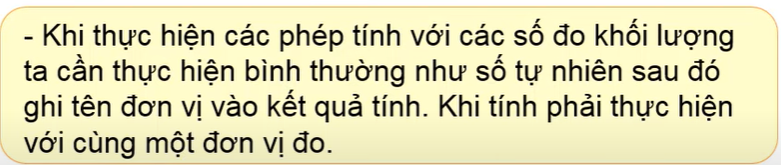 - Khi thực hiện các phép tính với các số đo khối lượng
ta cần thực hiện bình thường như số tự nhiên sau đó
ghi tên đơn vị vào kết quả tính. Khi tính phải thực hiện
với cùng một đơn vị đo.